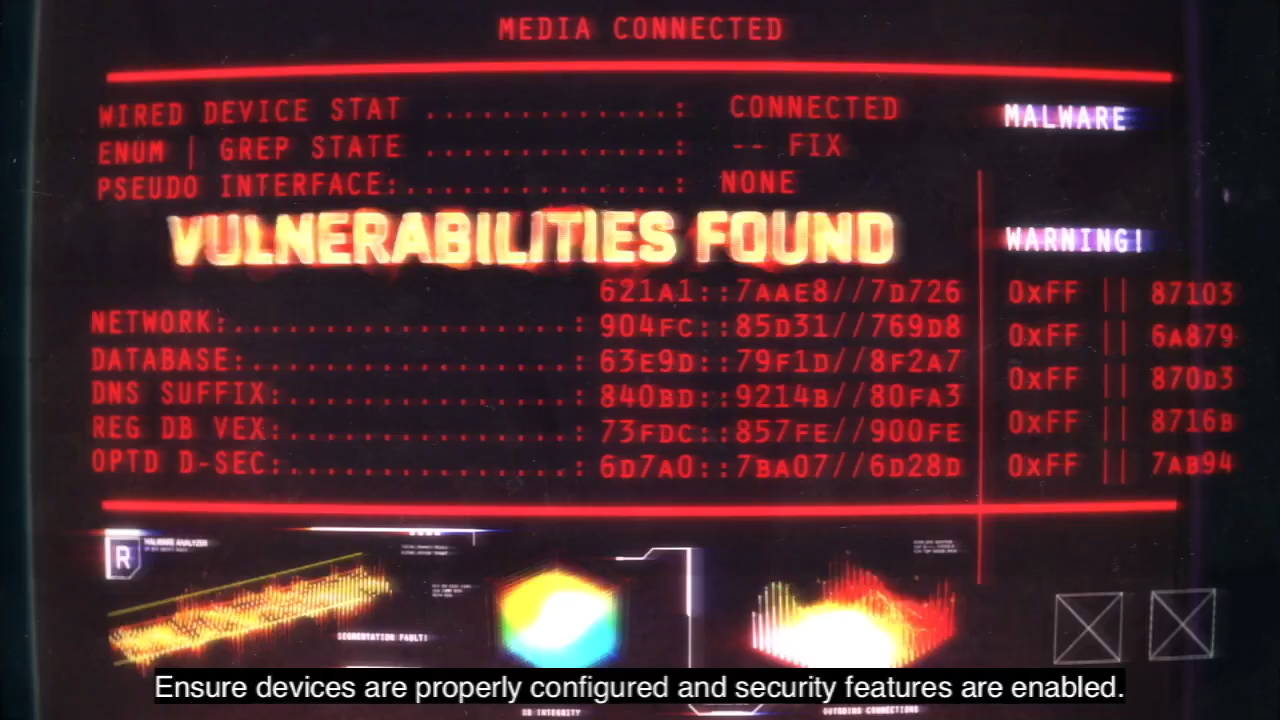 MEDIA CONNECTED
WIRED DEVICE STAT .............: CONNECTED
ENUM | GREP STATE .............: -- FIX
PSEUDO INTERFACE:..............: NONE
MALWARE
VULNERABILITIES FOUND
WARNING!
621A1::7AAE8//7D726
NETWORK:....................: 904FC::85D31//769D8
DATABASE:...................: 63E9D::79F1D//8F2A7
DNS SUFFIX:.................: 840BD::9214B//80FA3
REG DB VEX:.................: 73FDC::857FE//900FE
OPTD D-SEC:.................: 6D7A0::7BA07//6D28D
0xFF || 87103
0xFF || 6A879
0xFF || 870D3
0xFF || 8716B
0xFF || 7AB94
R
MALWARE ANALYZER
SEGMENTATION FAULT!
Ensure devices are properly configured and security features are enabled.
OUTGOING CONNECTIONS